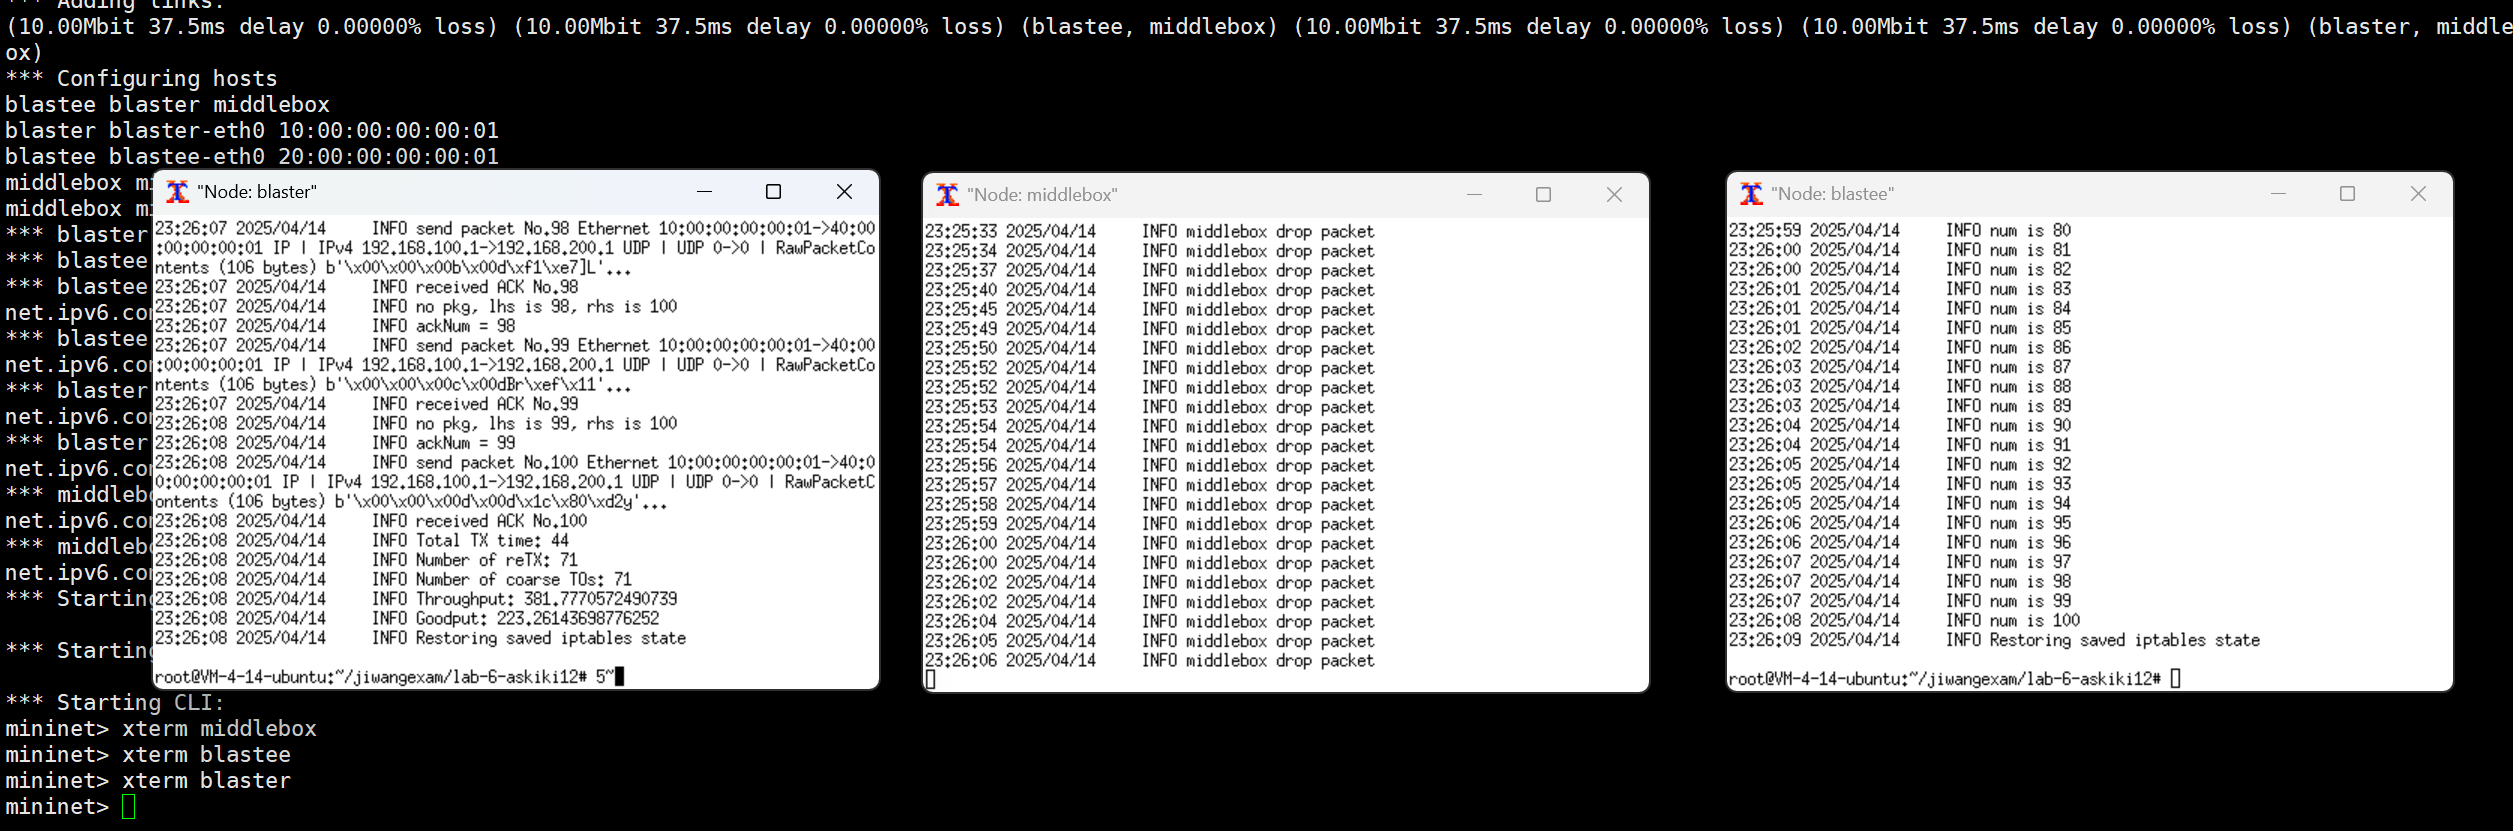 *** Adding links:
(10.00Mbit 37.5ms delay 0.00000% loss) (10.00Mbit 37.5ms delay 0.00000% loss) (blastee, middlebox) (10.00Mbit 37.5ms delay 0.00000% loss) (10.00Mbit 37.5ms delay 0.00000% loss) (blaster, middle
ox)
*** Configuring hosts
blastee blaster middlebox
blaster blaster-eth0 10:00:00:00:00:01
blastee blastee-eth0 20:00:00:00:00:01
middlebox mi
middlebox mi
*** blaster
*** blastee
*** blastee
net.ipv6.con
*** blastee
net.ipv6.con
*** blaster
net.ipv6.con
*** blaster
net.ipv6.con
*** middlebo
net.ipv6.con
*** middlebo
net.ipv6.con
*** Starting
*** Starting
*** Starting CLI:
mininet> xterm middlebox
mininet> xterm blastee
mininet> xterm blaster
mininet>
"Node: blaster"
23:26:07 2025/04/14     INFO send packet No.98 Ethernet 10:00:00:00:00:01->40:00
:00:00:00:01 IP | IPv4 192.168.100.1->192.168.200.1 UDP | UDP 0->0 | RawPacketCo
ntents (106 bytes) b'\x00\x00\x00b\x00d\xf1\xe7]L'...
23:26:07 2025/04/14     INFO received ACK No.98
23:26:07 2025/04/14     INFO no pkg, lhs is 98, rhs is 100
23:26:07 2025/04/14     INFO ackNum = 98
23:26:07 2025/04/14     INFO send packet No.99 Ethernet 10:00:00:00:00:01->40:00
:00:00:00:01 IP | IPv4 192.168.100.1->192.168.200.1 UDP | UDP 0->0 | RawPacketCo
ntents (106 bytes) b'\x00\x00\x00c\x00dBr\xef\x11'...
23:26:07 2025/04/14     INFO received ACK No.99
23:26:08 2025/04/14     INFO no pkg, lhs is 99, rhs is 100
23:26:08 2025/04/14     INFO ackNum = 99
23:26:08 2025/04/14     INFO send packet No.100 Ethernet 10:00:00:00:00:01->40:0
0:00:00:00:01 IP | IPv4 192.168.100.1->192.168.200.1 UDP | UDP 0->0 | RawPacketC
ontents (106 bytes) b'\x00\x00\x00d\x00d\x1c\x80\xd2y'...
23:26:08 2025/04/14     INFO received ACK No.100
23:26:08 2025/04/14     INFO Total TX time: 44
23:26:08 2025/04/14     INFO Number of reTX: 71
23:26:08 2025/04/14     INFO Number of coarse TOs: 71
23:26:08 2025/04/14     INFO Throughput: 381.7770572490739
23:26:08 2025/04/14     INFO Goodput: 223.26143698776252
23:26:08 2025/04/14     INFO Restoring saved iptables state
root@VM-4-14-ubuntu:~/jiwangexam/lab-6-askiki12# 5~
"Node: middlebox"
23:25:33 2025/04/14     INFO middlebox drop packet
23:25:34 2025/04/14     INFO middlebox drop packet
23:25:37 2025/04/14     INFO middlebox drop packet
23:25:40 2025/04/14     INFO middlebox drop packet
23:25:45 2025/04/14     INFO middlebox drop packet
23:25:49 2025/04/14     INFO middlebox drop packet
23:25:50 2025/04/14     INFO middlebox drop packet
23:25:52 2025/04/14     INFO middlebox drop packet
23:25:52 2025/04/14     INFO middlebox drop packet
23:25:53 2025/04/14     INFO middlebox drop packet
23:25:54 2025/04/14     INFO middlebox drop packet
23:25:54 2025/04/14     INFO middlebox drop packet
23:25:56 2025/04/14     INFO middlebox drop packet
23:25:57 2025/04/14     INFO middlebox drop packet
23:25:58 2025/04/14     INFO middlebox drop packet
23:25:59 2025/04/14     INFO middlebox drop packet
23:26:00 2025/04/14     INFO middlebox drop packet
23:26:00 2025/04/14     INFO middlebox drop packet
23:26:02 2025/04/14     INFO middlebox drop packet
23:26:02 2025/04/14     INFO middlebox drop packet
23:26:04 2025/04/14     INFO middlebox drop packet
23:26:05 2025/04/14     INFO middlebox drop packet
23:26:06 2025/04/14     INFO middlebox drop packet
"Node: blastee"
23:25:59 2025/04/14     INFO num is 80
23:26:00 2025/04/14     INFO num is 81
23:26:00 2025/04/14     INFO num is 82
23:26:01 2025/04/14     INFO num is 83
23:26:01 2025/04/14     INFO num is 84
23:26:01 2025/04/14     INFO num is 85
23:26:02 2025/04/14     INFO num is 86
23:26:03 2025/04/14     INFO num is 87
23:26:03 2025/04/14     INFO num is 88
23:26:03 2025/04/14     INFO num is 89
23:26:04 2025/04/14     INFO num is 90
23:26:04 2025/04/14     INFO num is 91
23:26:05 2025/04/14     INFO num is 92
23:26:05 2025/04/14     INFO num is 93
23:26:05 2025/04/14     INFO num is 94
23:26:06 2025/04/14     INFO num is 95
23:26:06 2025/04/14     INFO num is 96
23:26:07 2025/04/14     INFO num is 97
23:26:07 2025/04/14     INFO num is 98
23:26:07 2025/04/14     INFO num is 99
23:26:08 2025/04/14     INFO num is 100
23:26:09 2025/04/14     INFO Restoring saved iptables state
root@VM-4-14-ubuntu:~/jiwangexam/lab-6-askiki12#